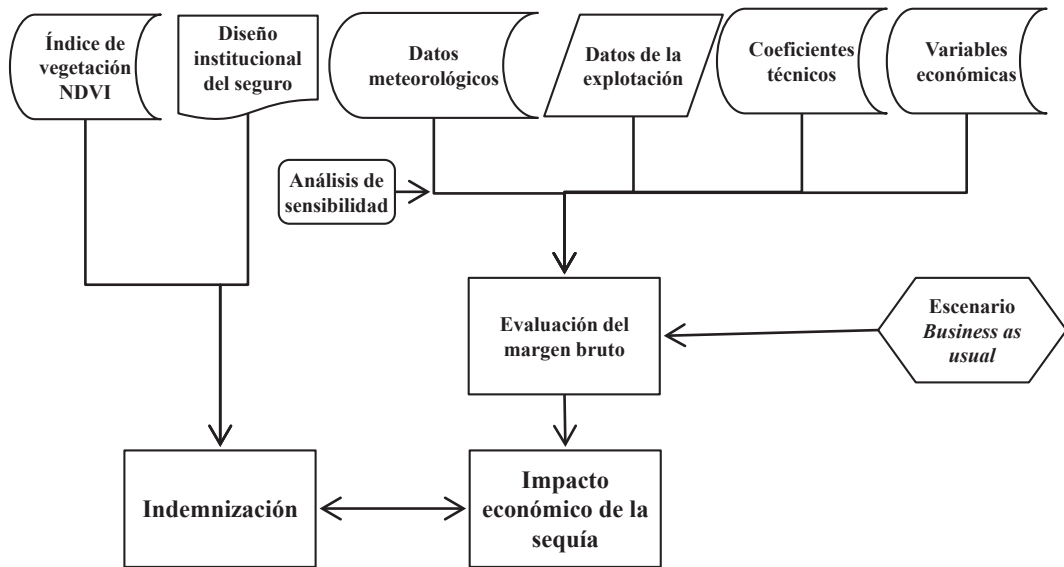 Índice de
vegetación
NDVI
Diseño
institucional
del seguro
Datos
meteorológicos
Datos de la
explotación
Coeficientes
técnicos
Variables
económicas
Análisis de
sensibilidad
Evaluación del
margen bruto
Escenario
Business as
usual
Indemnización
Impacto
económico de la
sequía